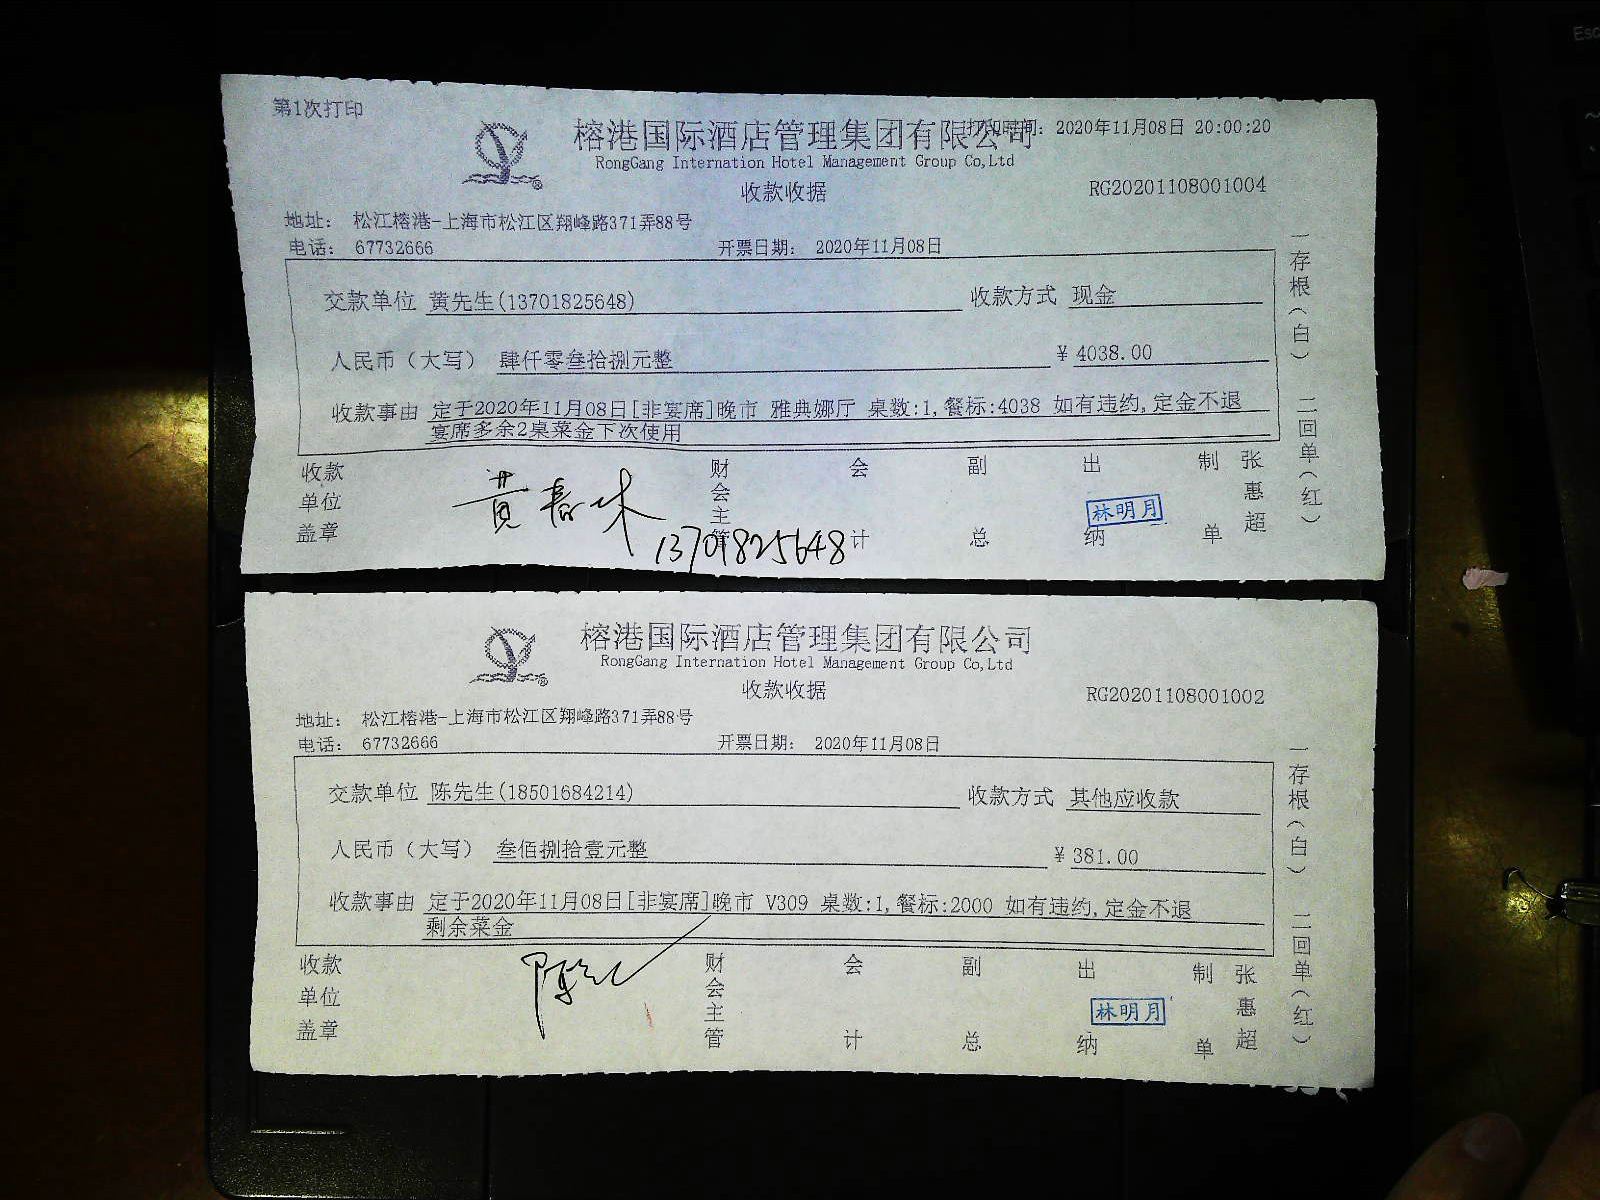 Esc
第1次打印
榕港国际酒店管理集团有限公司 打印时间: 2020年11月08日 20:00:20
RongGang Internation Hotel Management Group Co,Ltd
收款收据 RG20201108001004
地址: 松江榕港-上海市松江区翔峰路371弄88号
电话: 67732666 开票日期: 2020年11月08日
交款单位 黄先生(13701825648) 收款方式 现金
人民币(大写) 肆仟零叁拾捌元整 ¥ 4038.00
收款事由 定于2020年11月08日[非宴席]晚市 雅典娜厅 桌数:1,餐标:4038 如有违约,定金不退
宴席多余2桌菜金下次使用
收款单位盖章 黄春林 13701825648 财会主管 会计 副总 出纳 林明月 制单 张惠超
一存根(白) 二回单(红)
榕港国际酒店管理集团有限公司
RongGang Internation Hotel Management Group Co,Ltd
收款收据 RG20201108001002
地址: 松江榕港-上海市松江区翔峰路371弄88号
电话: 67732666 开票日期: 2020年11月08日
交款单位 陈先生(18501684214) 收款方式 其他应收款
人民币(大写) 叁佰捌拾壹元整 ¥ 381.00
收款事由 定于2020年11月08日[非宴席]晚市 V309 桌数:1,餐标:2000 如有违约,定金不退
剩余菜金
收款单位盖章 财会主管 会计 副总 出纳 林明月 制单 张惠超
一存根(白) 二回单(红)